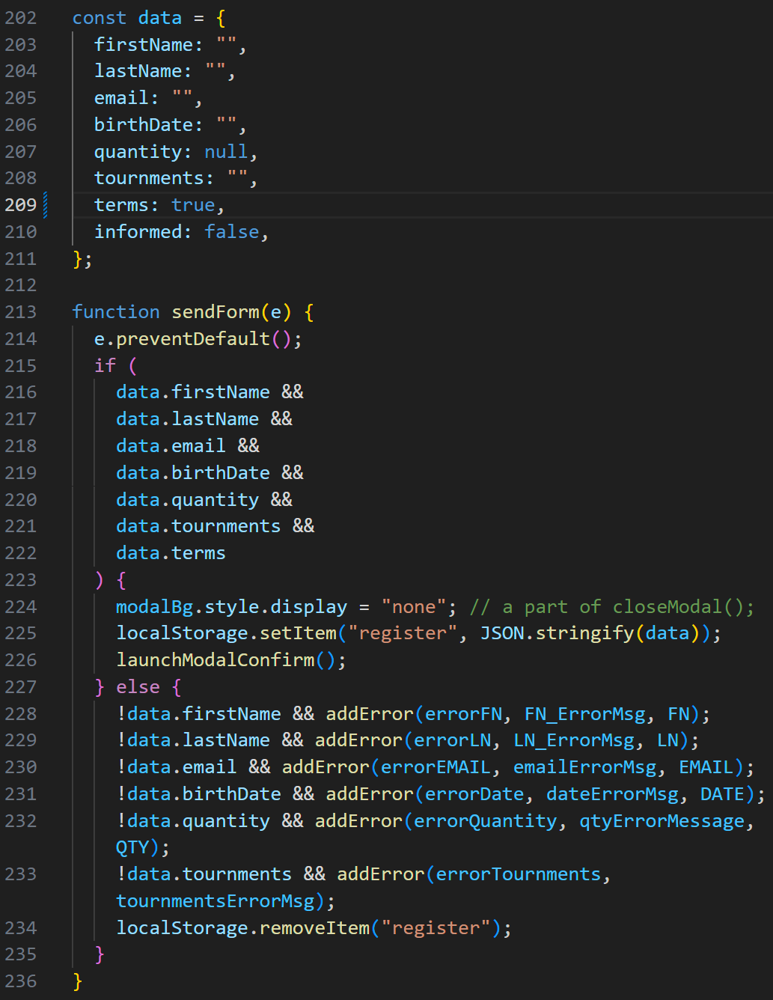 202 const data = {
203 firstName: "",
204 lastName: "",
205 email: "",
206 birthDate: "",
207 quantity: null,
208 tournments: "",
209 terms: true,
210 informed: false,
211 };
212
213 function sendForm(e) {
214 e.preventDefault();
215 if (
216 data.firstName &&
217 data.lastName &&
218 data.email &&
219 data.birthDate &&
220 data.quantity &&
221 data.tournments &&
222 data.terms
223 ) {
224 modalBg.style.display = "none"; // a part of closeModal();
225 localStorage.setItem("register", JSON.stringify(data));
226 launchModalConfirm();
227 } else {
228 !data.firstName && addError(errorFN, FN_ErrorMsg, FN);
229 !data.lastName && addError(errorLN, LN_ErrorMsg, LN);
230 !data.email && addError(errorEMAIL, emailErrorMsg, EMAIL);
231 !data.birthDate && addError(errorDate, dateErrorMsg, DATE);
232 !data.quantity && addError(errorQuantity, qtyErrorMessage,
QTY);
233 !data.tournments && addError(errorTournments,
tournmentsErrorMsg);
234 localStorage.removeItem("register");
235 }
236 }